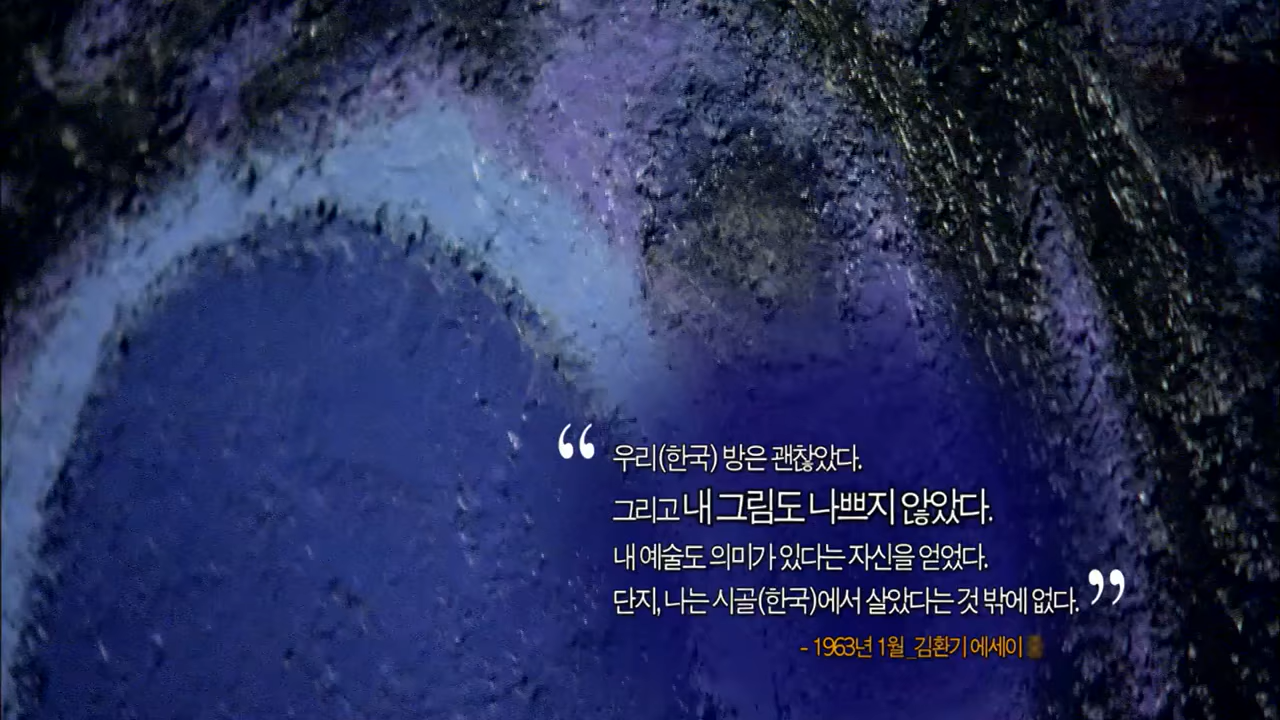 “ 우리(한국) 방은 괜찮았다.
그리고 내 그림도 나쁘지 않았다.
내 예술도 의미가 있다는 자신을 얻었다.
단지, 나는 시골(한국)에서 살았다는 것 밖에 없다. ”
- 1963년 1월_김환기 에세이